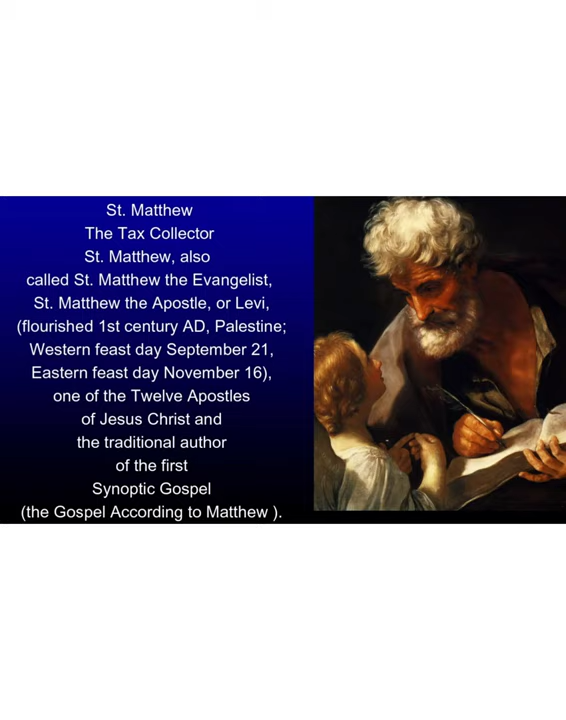 St. Matthew
The Tax Collector
St. Matthew, also
called St. Matthew the Evangelist,
St. Matthew the Apostle, or Levi,
(flourished 1st century AD, Palestine;
Western feast day September 21,
Eastern feast day November 16),
one of the Twelve Apostles
of Jesus Christ and
the traditional author
of the first
Synoptic Gospel
(the Gospel According to Matthew ).